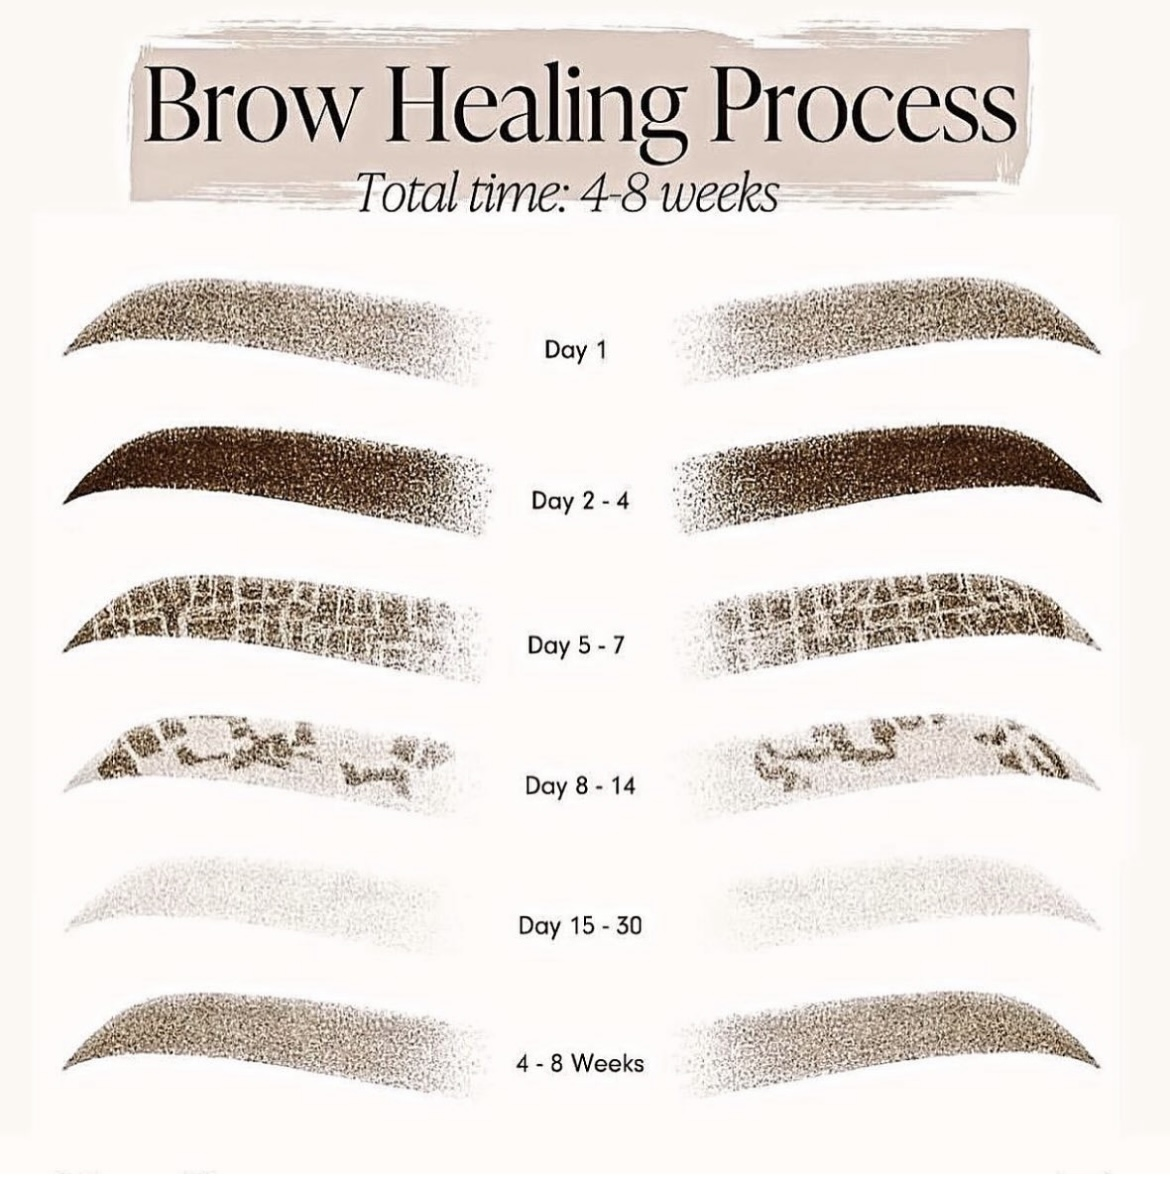 Brow Healing Process
Total time: 4-8 weeks
Day 1
Day 2 - 4
Day 5 - 7
Day 8 - 14
Day 15 - 30
4 - 8 Weeks